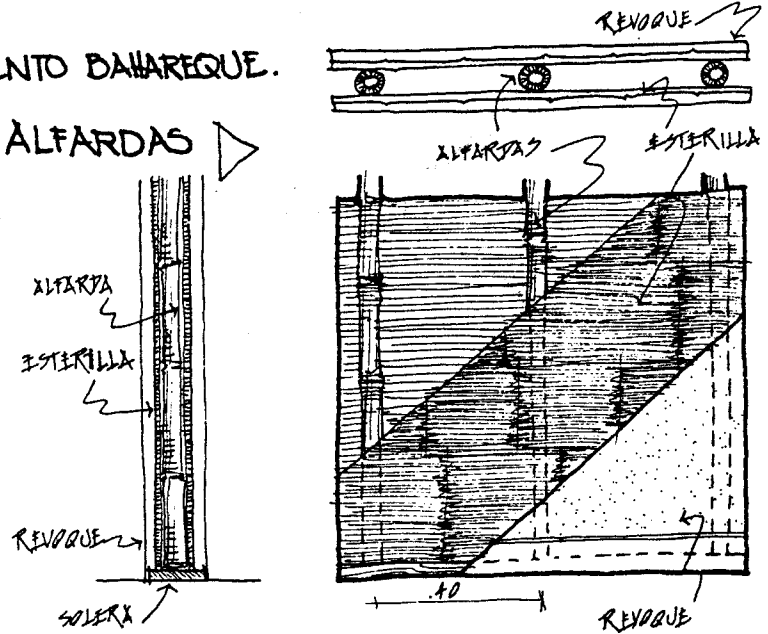 REVOQUE
NTO BAHAREQUE.
ALFARDAS
ALFARDAS
ESTERILLA
ALFARDA
ESTERILLA
REVOQUE
SOLERA
.40
REVOQUE